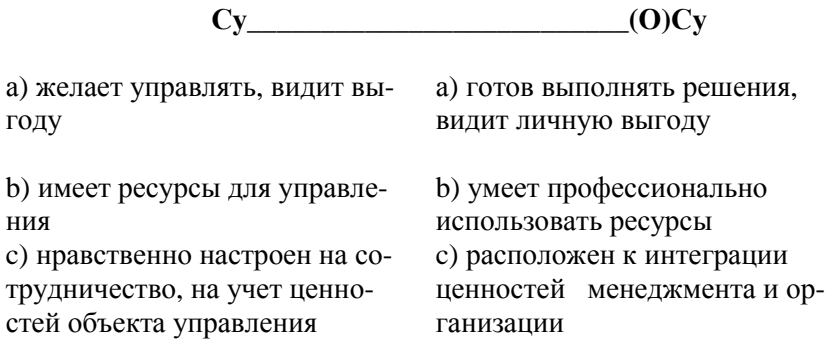 Су____________________________(О)Су
а) желает управлять, видит вы-
году
b) имеет ресурсы для управле-
ния
с) нравственно настроен на со-
трудничество, на учет ценно-
стей объекта управления
а) готов выполнять решения,
видит личную выгоду
b) умеет профессионально
использовать ресурсы
с) расположен к интеграции
ценностей менеджмента и ор-
ганизации